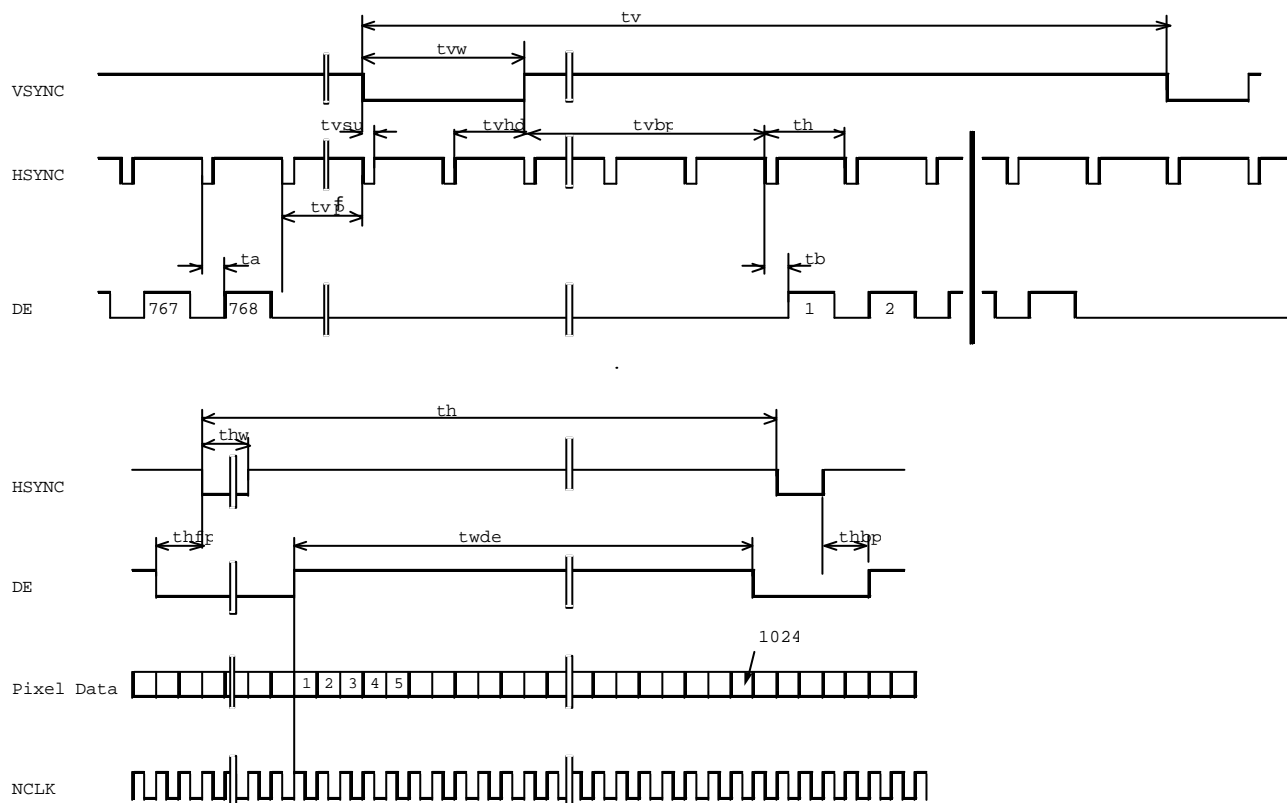 tv
tvw
VSYNC
tvsu
tvhd
tvbp
th
HSYNC
ta
tb
DE
767
768
1
2
th
thw
HSYNC
thfp
twde
thbp
DE
1024
Pixel Data
1 2 3 4 5
NCLK